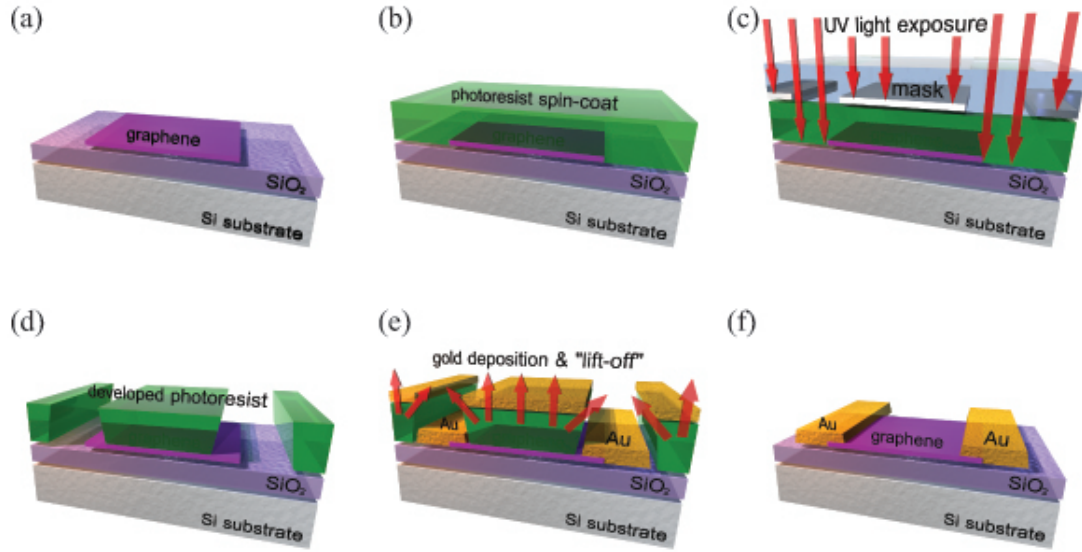 (a)
graphene
SiO₂
Si substrate
(b)
photoresist spin-coat
graphene
SiO₂
Si substrate
(c)
UV light exposure
mask
SiO₂
Si substrate
(d)
developed photoresist
SiO₂
Si substrate
(e)
gold deposition & "lift-off"
Au
Au
SiO₂
Si substrate
(f)
Au
graphene
Au
SiO₂
Si substrate